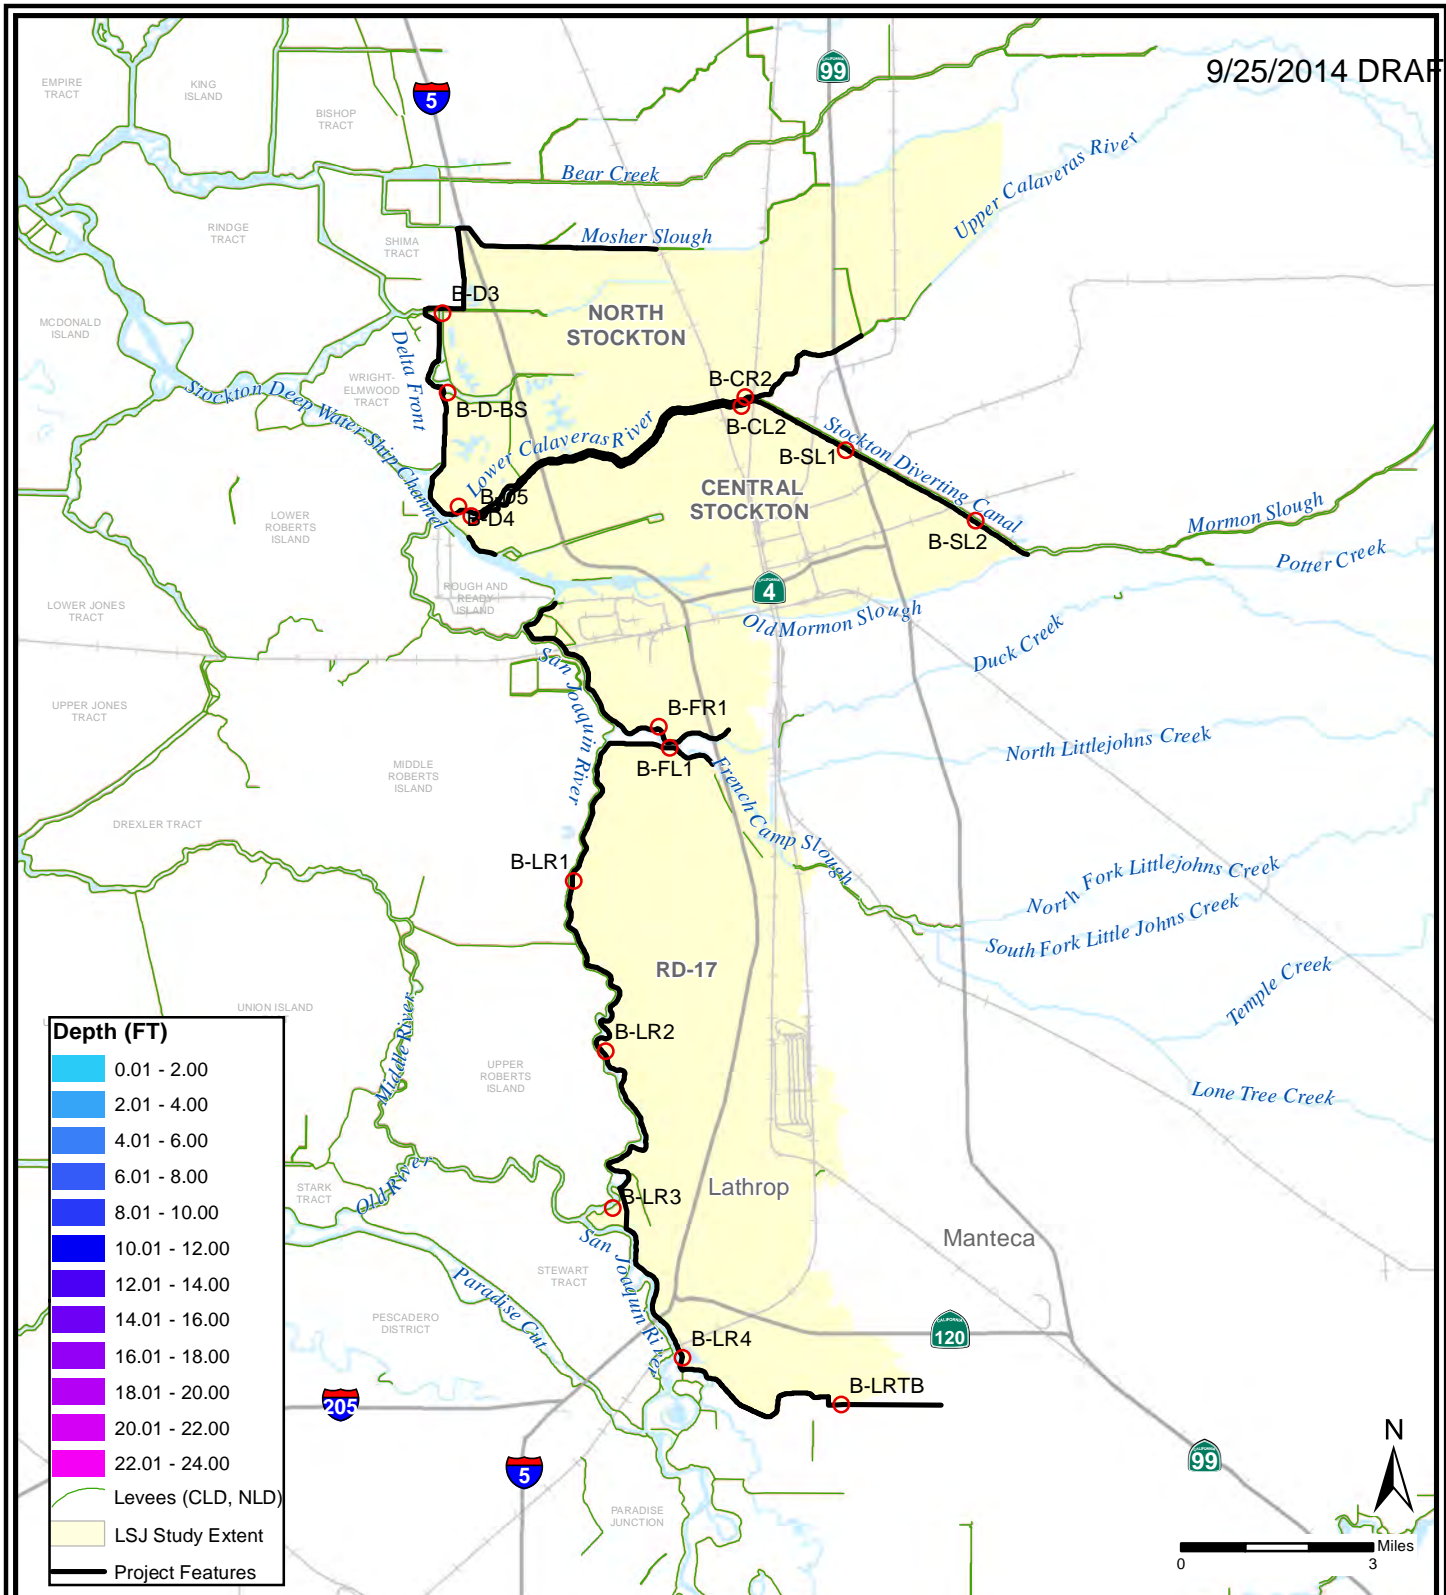 9/25/2014 DRAF
EMPIRE
TRACT
KING
ISLAND
BISHOP
TRACT
5
CALIFORNIA
99
Bear Creek
Upper Calaveras River
RINDGE
TRACT
SHIMA
TRACT
Mosher Slough
B-D3
NORTH
STOCKTON
MCDONALD
ISLAND
Delta Front
WRIGHT-
ELMWOOD
TRACT
Stockton Deep Water Ship Channel
B-D-BS
B-CR2
B-CL2
Lower Calaveras River
Stockton Diverting Canal
B-SL1
CENTRAL
STOCKTON
B-D5
B-D4
LOWER
ROBERTS
ISLAND
B-SL2
Mormon Slough
Potter Creek
ROUGH AND
READY
ISLAND
CALIFORNIA
4
LOWER JONES
TRACT
Old Mormon Slough
Duck Creek
San Joaquin River
UPPER JONES
TRACT
B-FR1
B-FL1
North Littlejohns Creek
MIDDLE
ROBERTS
ISLAND
French Camp Slough
DREXLER TRACT
B-LR1
North Fork Littlejohns Creek
South Fork Little Johns Creek
RD-17
Temple Creek
UNION ISLAND
Middle River
B-LR2
UPPER
ROBERTS
ISLAND
Lone Tree Creek
STARK
TRACT
Old River
B-LR3
Lathrop
Manteca
San Joaquin River
STEWART
TRACT
Paradise Cut
PESCADERO
DISTRICT
B-LR4
CALIFORNIA
120
B-LRTB
205
5
CALIFORNIA
99
PARADISE
JUNCTION
Depth (FT)
0.01 - 2.00
2.01 - 4.00
4.01 - 6.00
6.01 - 8.00
8.01 - 10.00
10.01 - 12.00
12.01 - 14.00
14.01 - 16.00
16.01 - 18.00
18.01 - 20.00
20.01 - 22.00
22.01 - 24.00
Levees (CLD, NLD)
LSJ Study Extent
Project Features
N
Miles
0 3